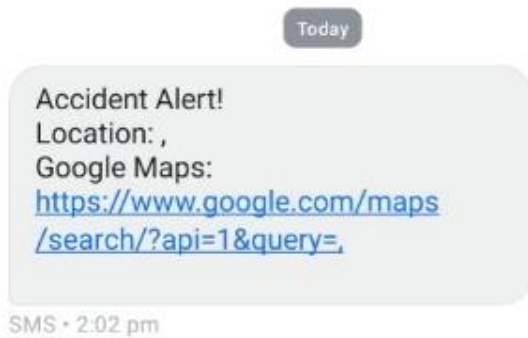 Today
Accident Alert!
Location: ,
Google Maps:
https://www.google.com/maps
/search/?api=1&query=,
SMS • 2:02 pm